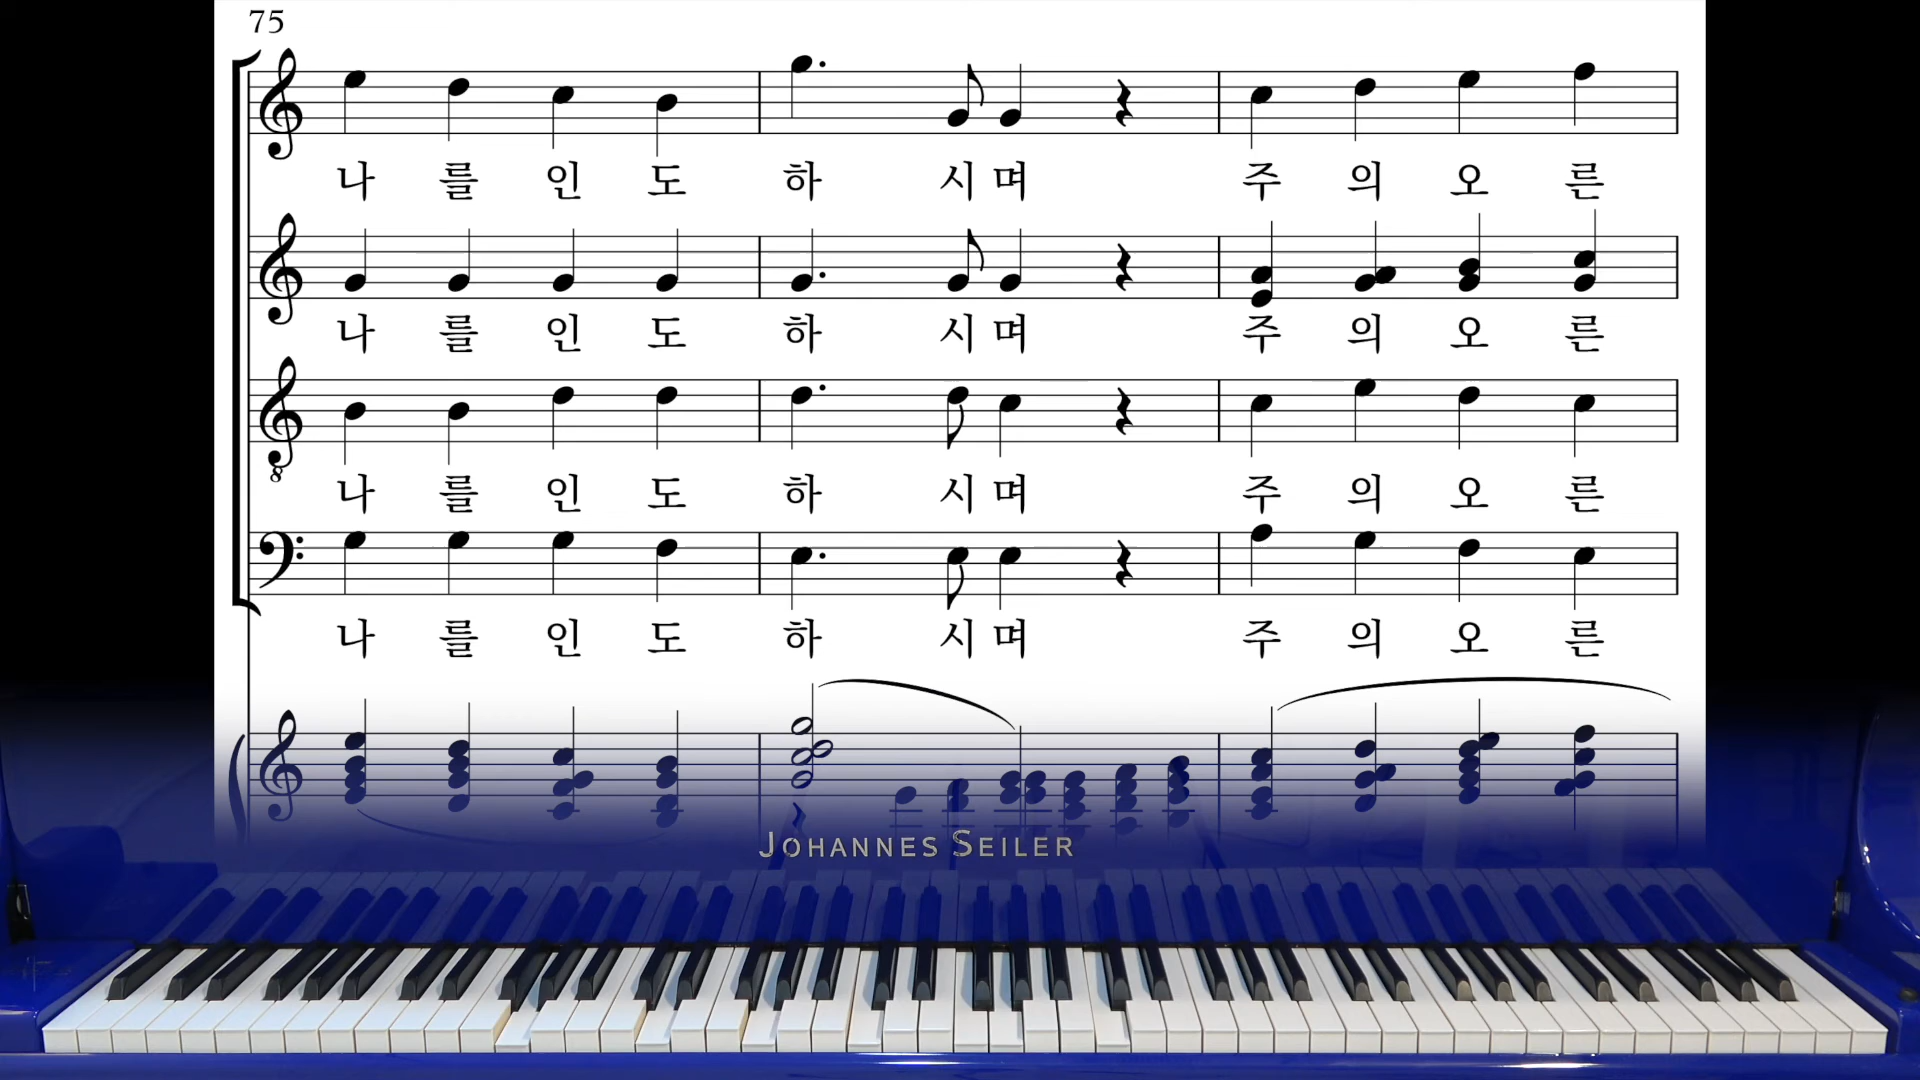 75
나 를 인 도 하 시 며 주 의 오 른
나 를 인 도 하 시 며 주 의 오 른
8
나 를 인 도 하 시 며 주 의 오 른
나 를 인 도 하 시 며 주 의 오 른
JOHANNES SEILER